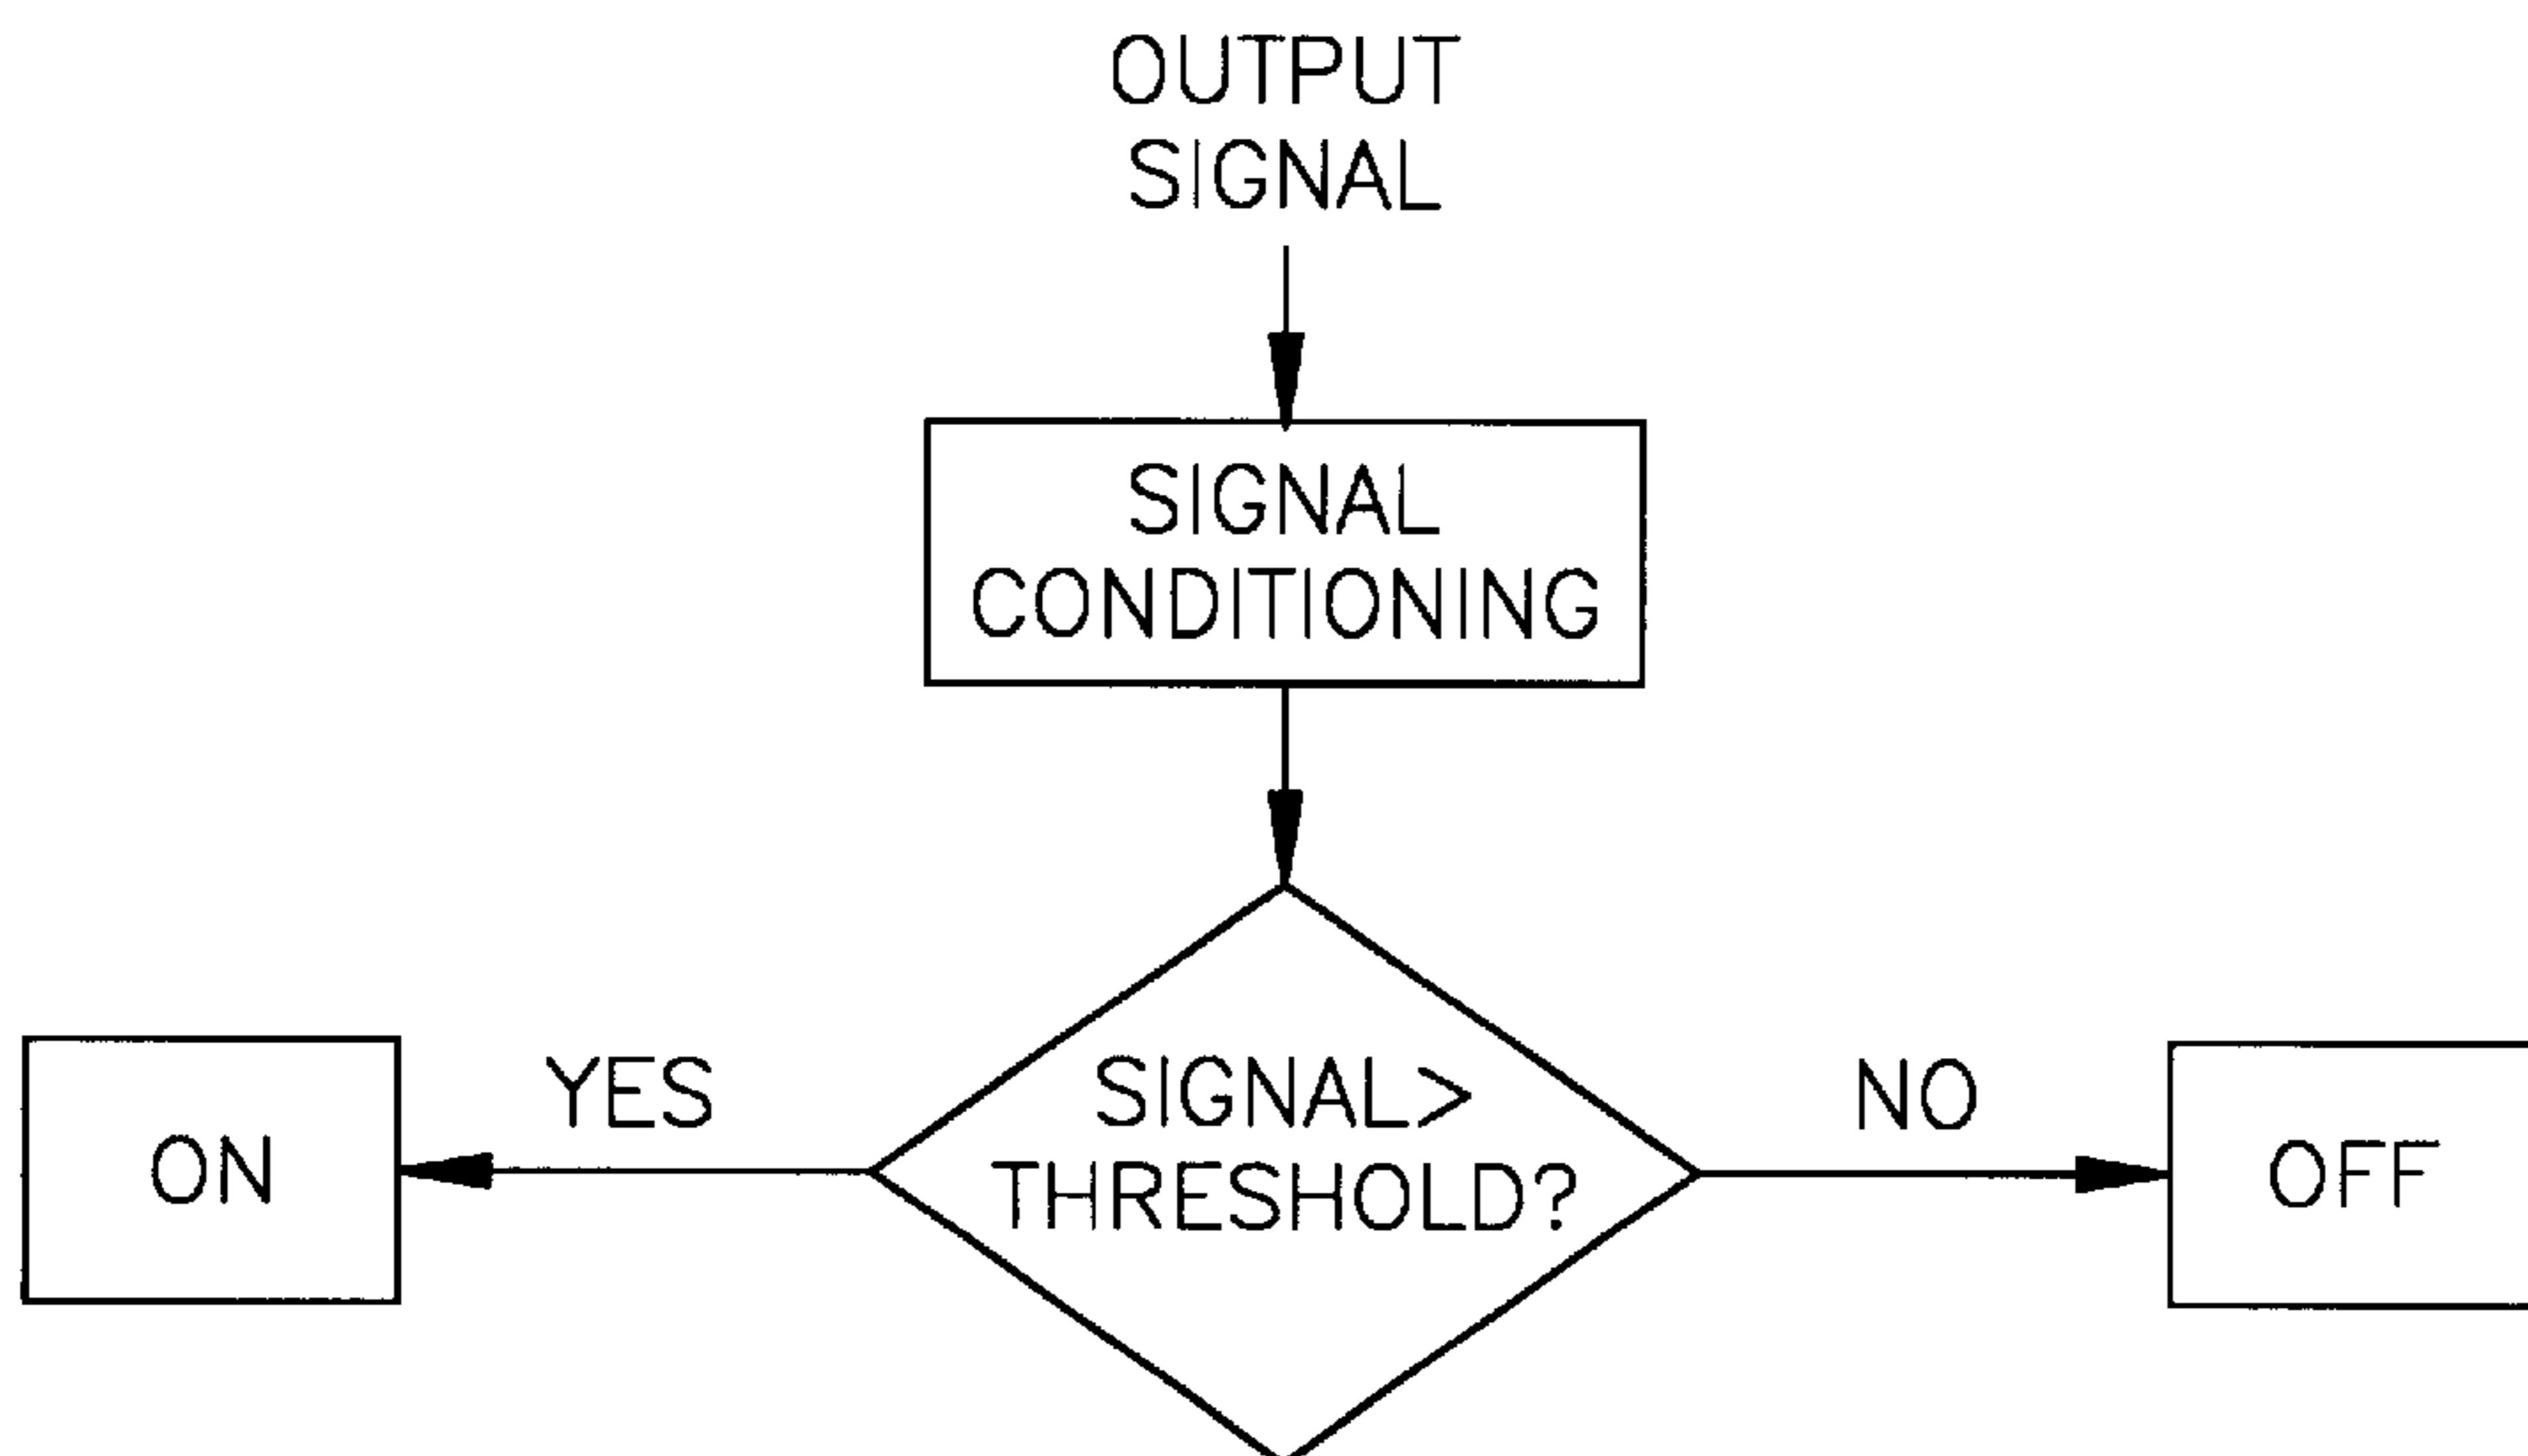 OUTPUT
SIGNAL
SIGNAL
CONDITIONING
SIGNAL>
THRESHOLD?
YES
ON
NO
OFF